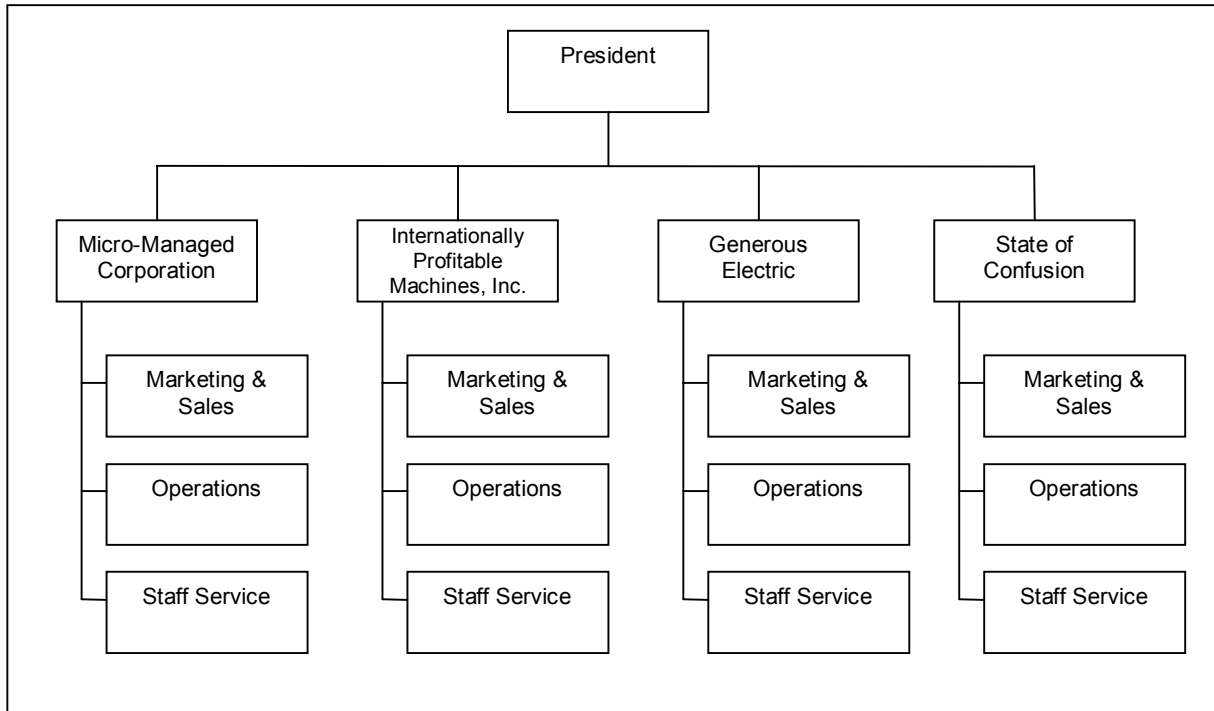 President
Micro-Managed
Corporation
Internationally
Profitable
Machines, Inc.
Generous
Electric
State of
Confusion
Marketing &
Sales
Marketing &
Sales
Marketing &
Sales
Marketing &
Sales
Operations
Operations
Operations
Operations
Staff Service
Staff Service
Staff Service
Staff Service